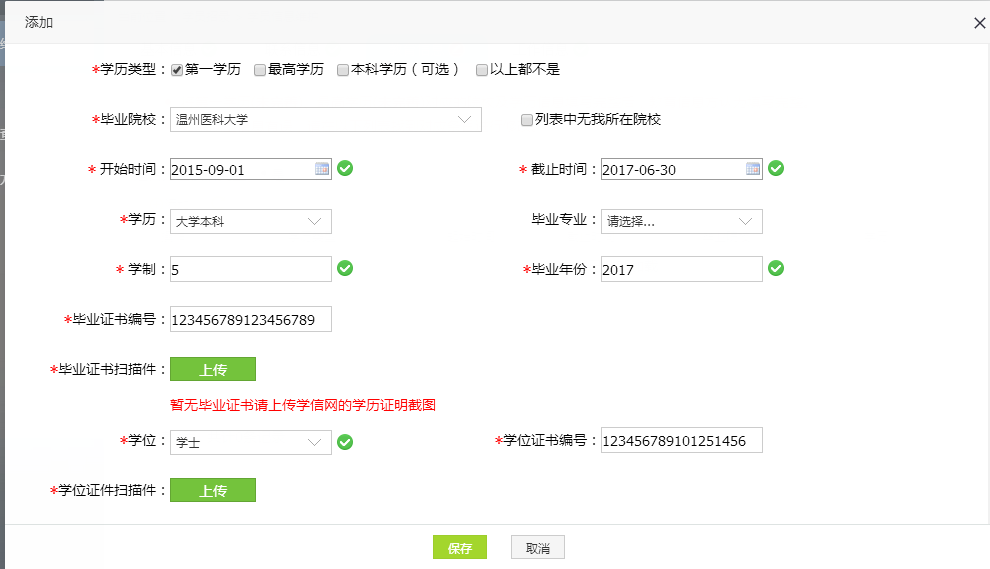 添加
*学历类型： 第一学历 最高学历 本科学历（可选） 以上都不是
*毕业院校： 温州医科大学 列表中无我所在院校
* 开始时间： 2015-09-01 * 截止时间： 2017-06-30
*学历： 大学本科 毕业专业： 请选择...
* 学制： 5 *毕业年份： 2017
*毕业证书编号： 123456789123456789
*毕业证书扫描件： 上传
暂无毕业证书请上传学信网的学历证明截图
*学位： 学士 *学位证书编号： 123456789101251456
*学位证件扫描件： 上传
保存 取消